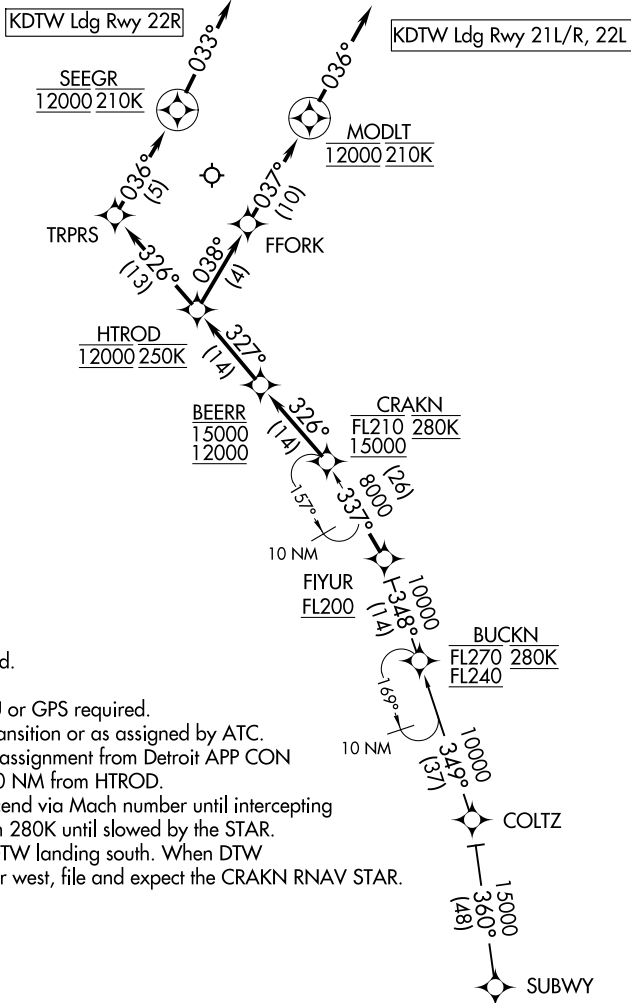 KDTW Ldg Rwy 22R
033°
036°
KDTW Ldg Rwy 21L/R, 22L
SEEGR
12000 210K
MODLT
12000 210K
036°
(5)
037°
(10)
TRPRS
FFORK
326°
(13)
038°
(4)
HTROD
12000 250K
327°
(14)
BEERR
15000
12000
326°
(14)
CRAKN
FL210 280K
15000
(26)
8000
337°
157°
10 NM
FIYUR
FL200
10000
348°
(14)
BUCKN
FL270 280K
FL240
169°
10 NM
10000
349°
(37)
COLTZ
15000
360°
(48)
SUBWY
d.
or GPS required.
ansition or as assigned by ATC.
assignment from Detroit APP CON
0 NM from HTROD.
end via Mach number until intercepting
280K until slowed by the STAR.
TW landing south. When DTW
r west, file and expect the CRAKN RNAV STAR.